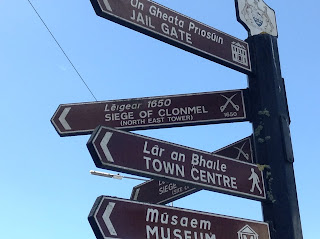 Un Gheata Príosúin
JAIL GATE
Léigear 1650
SIEGE OF CLONMEL 1650
(NORTH EAST TOWER)
Lár an Bhaile
TOWN CENTRE
SIEGE
Músaem
MUSEUM